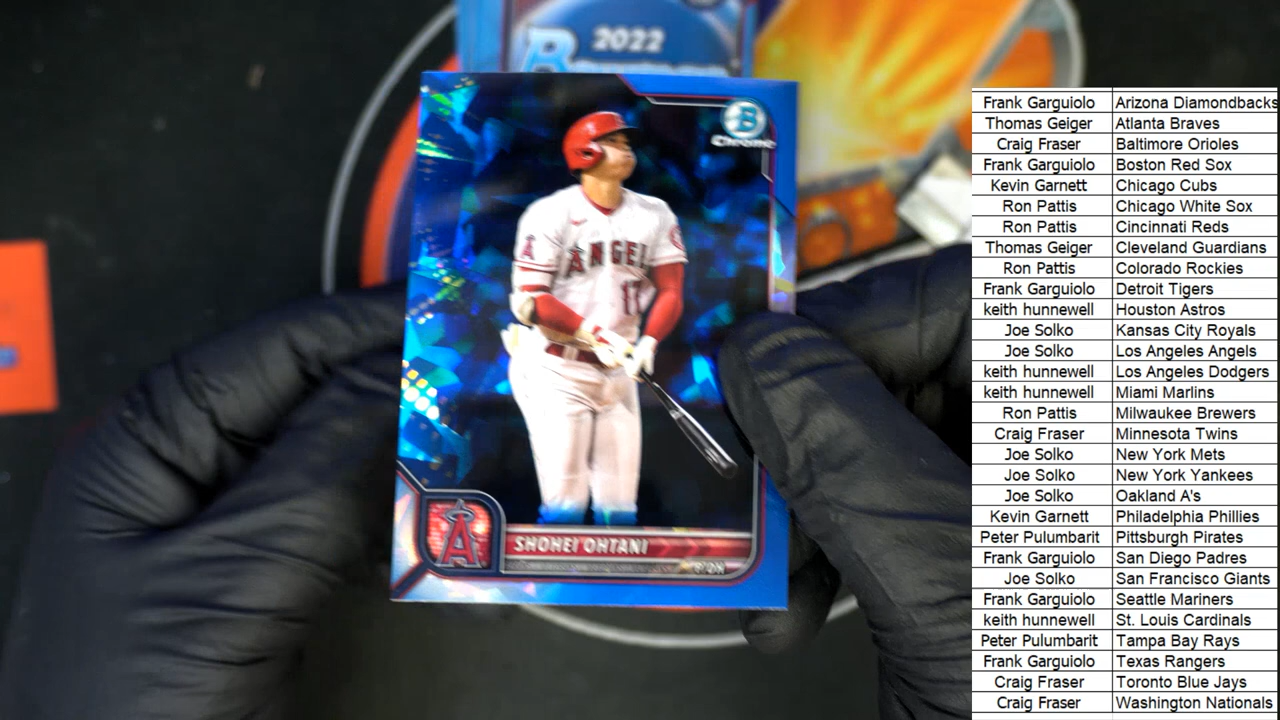 2022
B
Chrome
ANGEL
A
SHOHEI OHTANI
Frank Garguiolo Arizona Diamondbacks
Thomas Geiger Atlanta Braves
Craig Fraser Baltimore Orioles
Frank Garguiolo Boston Red Sox
Kevin Garnett Chicago Cubs
Ron Pattis Chicago White Sox
Ron Pattis Cincinnati Reds
Thomas Geiger Cleveland Guardians
Ron Pattis Colorado Rockies
Frank Garguiolo Detroit Tigers
keith hunnewell Houston Astros
Joe Solko Kansas City Royals
Joe Solko Los Angeles Angels
keith hunnewell Los Angeles Dodgers
keith hunnewell Miami Marlins
Ron Pattis Milwaukee Brewers
Craig Fraser Minnesota Twins
Joe Solko New York Mets
Joe Solko New York Yankees
Joe Solko Oakland A's
Kevin Garnett Philadelphia Phillies
Peter Pulumbarit Pittsburgh Pirates
Frank Garguiolo San Diego Padres
Joe Solko San Francisco Giants
Frank Garguiolo Seattle Mariners
keith hunnewell St. Louis Cardinals
Peter Pulumbarit Tampa Bay Rays
Frank Garguiolo Texas Rangers
Craig Fraser Toronto Blue Jays
Craig Fraser Washington Nationals